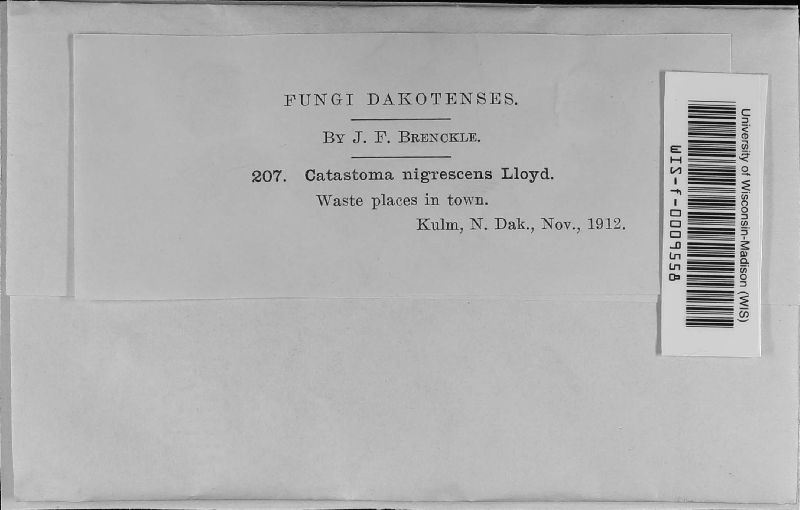 FUNGI DAKOTENSES.
BY J. F. BRENCKLE.
207. Catastoma nigrescens Lloyd.
Waste places in town.
Kulm, N. Dak., Nov., 1912.
University of Wisconsin-Madison (WIS)
WIS-f-0009558